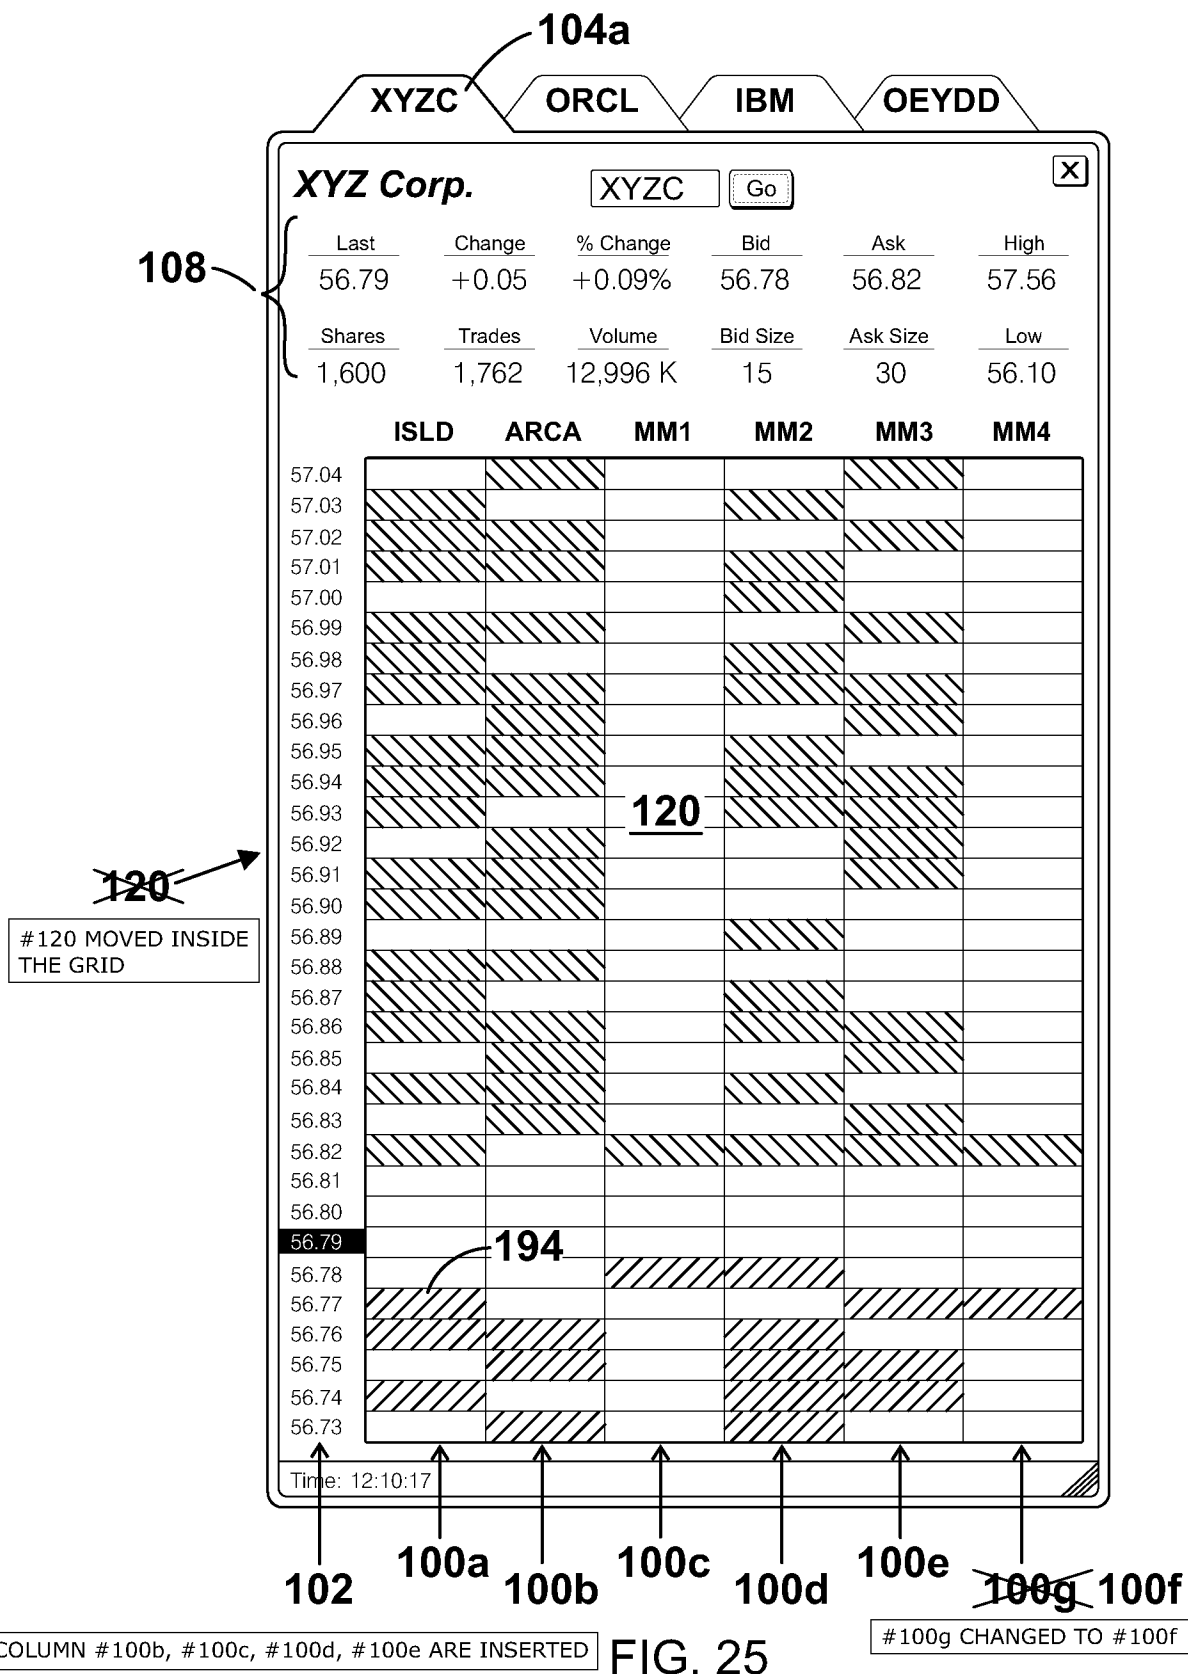 104a
XYZC ORCL IBM OEYDD
X
XYZ Corp. XYZC Go
108
Last Change % Change Bid Ask High
56.79 +0.05 +0.09% 56.78 56.82 57.56
Shares Trades Volume Bid Size Ask Size Low
1,600 1,762 12,996 K 15 30 56.10
ISLD ARCA MM1 MM2 MM3 MM4
57.04
57.03
57.02
57.01
57.00
56.99
56.98
56.97
56.96
56.95
56.94
56.93
120
56.92
56.91
120
56.90
56.89
#120 MOVED INSIDE
THE GRID
56.88
56.87
56.86
56.85
56.84
56.83
56.82
56.81
56.80
56.79
194
56.78
56.77
56.76
56.75
56.74
56.73
Time: 12:10:17
102 100a 100b 100c 100d 100e 100g 100f
COLUMN #100b, #100c, #100d, #100e ARE INSERTED
FIG. 25
#100g CHANGED TO #100f